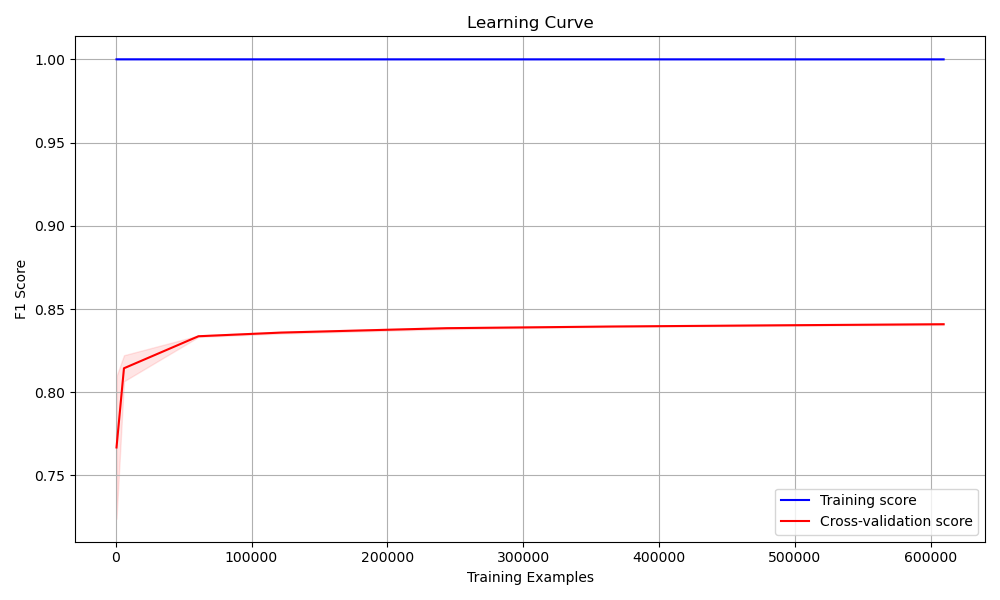 Learning Curve
1.00
0.95
0.90
0.85
0.80
0.75
F1 Score
0 100000 200000 300000 400000 500000 600000
Training Examples
Training score
Cross-validation score